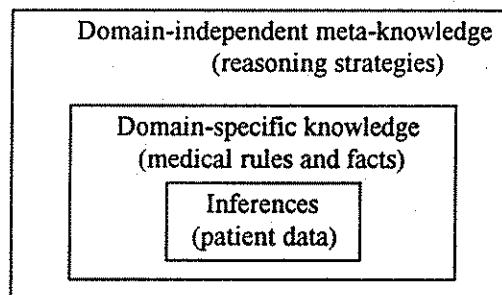 Domain-independent meta-knowledge
(reasoning strategies)
Domain-specific knowledge
(medical rules and facts)
Inferences
(patient data)